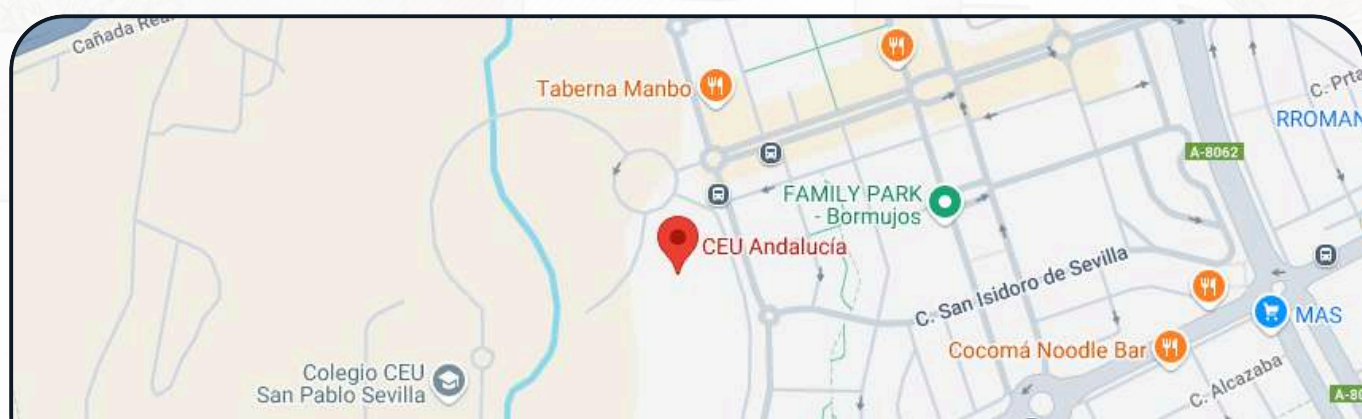 Cañada Rea
Taberna Manbo
C. Prta
RROMAN
A-8062
FAMILY PARK
- Bormujos
CEU Andalucía
C. San Isidoro de Sevilla
MAS
Cocomá Noodle Bar
Colegio CEU
San Pablo Sevilla
C. Alcazaba
A-80